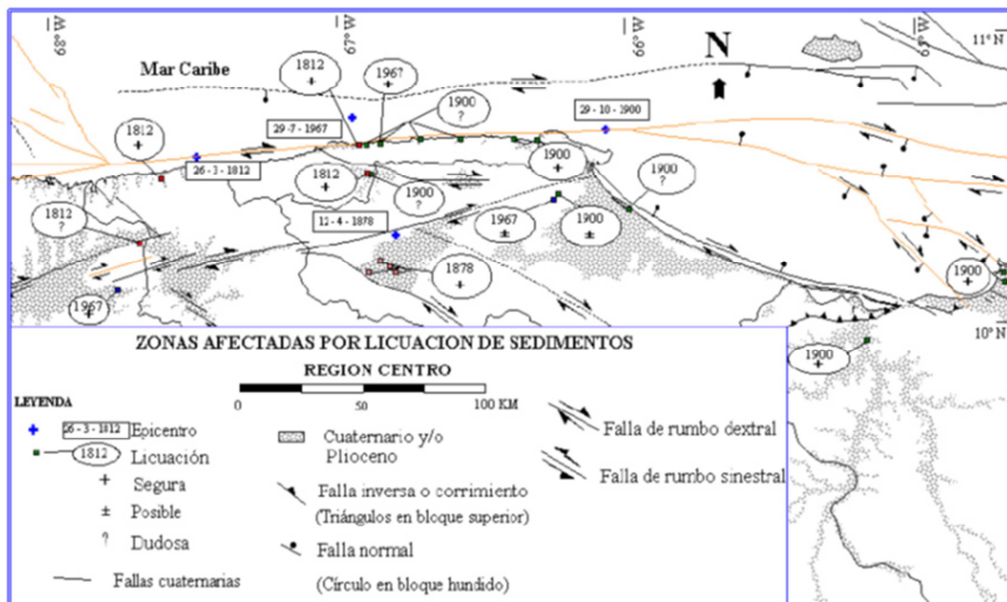 68° W
67° W
66° W
65° W
11° N
N
Mar Caribe
1812
+
1967
+
1900
?
29-7-1967
29-10-1900
1812
+
26-3-1812
1812
+
1900
?
1900
+
1900
?
12-4-1878
1967
±
1900
±
1812
?
1878
+
1967
+
1900
+
10° N
1900
+
ZONAS AFECTADAS POR LICUACION DE SEDIMENTOS
REGION CENTRO
0 50 100 KM
LEYENDA
26-3-1812 Epicentro
1812 Licuación
+ Segura
± Posible
? Dudosa
Fallas cuaternarias
Cuaternario y/o
Plioceno
Falla inversa o corrimiento
(Triángulos en bloque superior)
Falla normal
(Círculo en bloque hundido)
Falla de rumbo dextral
Falla de rumbo sinestral